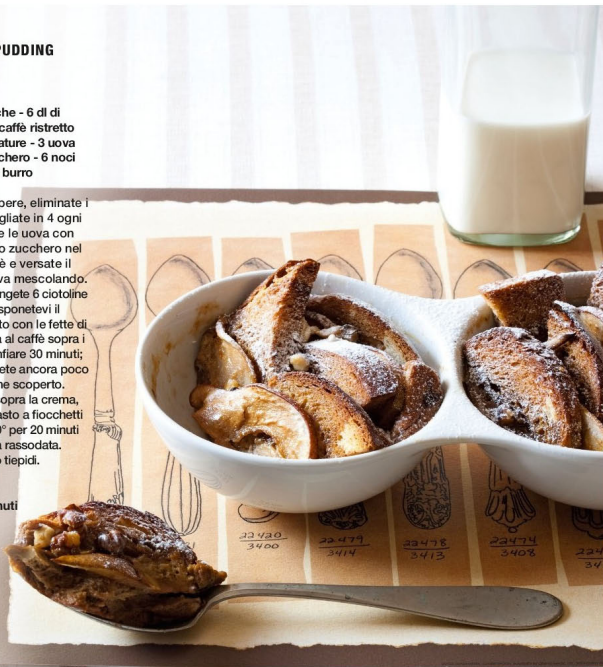 PUDDING
che - 6 dl di
caffè ristretto
ature - 3 uova
chero - 6 noci
burro
pere, eliminate i
gliate in 4 ogni
e le uova con
o zucchero nel
è e versate il
va mescolando.
ngete 6 ciotoline
sponetevi il
to con le fette di
a al caffè sopra i
nfiare 30 minuti;
ete ancora poco
ne scoperto.
sopra la crema,
asto a fiocchetti
0° per 20 minuti
a rassodata.
o tiepidi.
nuti
22420
3400
22479
3414
22478
3413
22474
3408